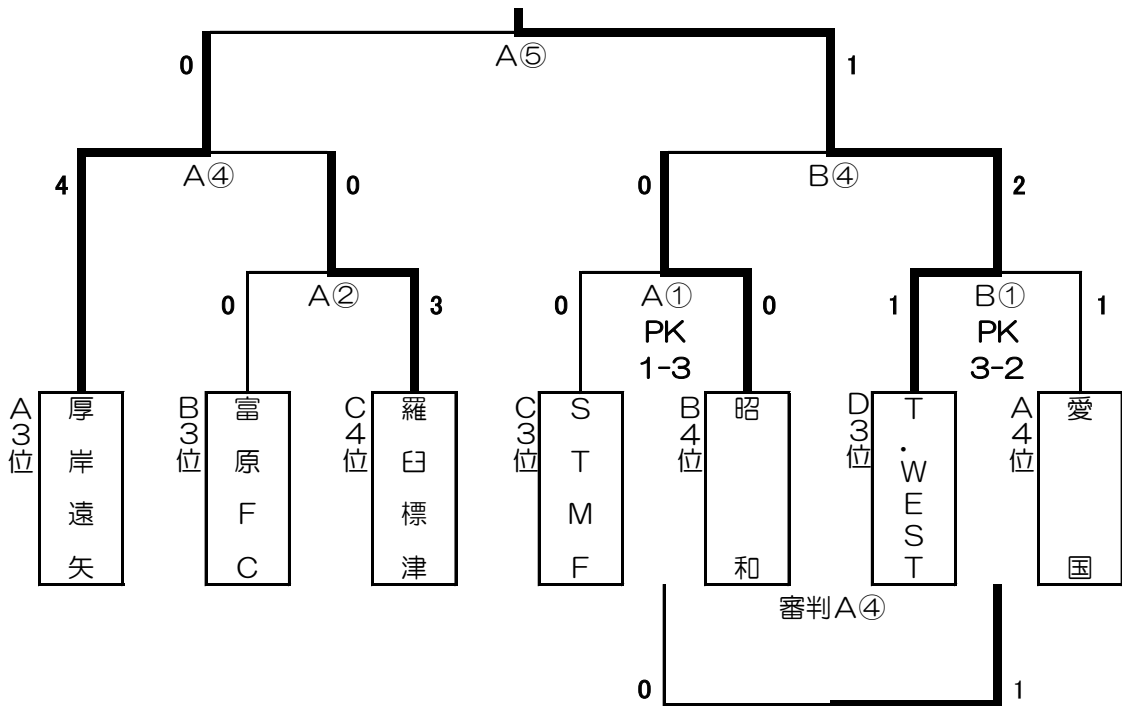 A⑤
0
1
A④
B④
4
0
0
2
A②
A①
B①
0
3
0
0
1
1
PK
1-3
PK
3-2
A3位
厚岸遠矢
B3位
富原FC
C4位
羅臼標津
C3位
STMF
B4位
昭和
D3位
T.WEST
A4位
愛国
審判A④
0
1